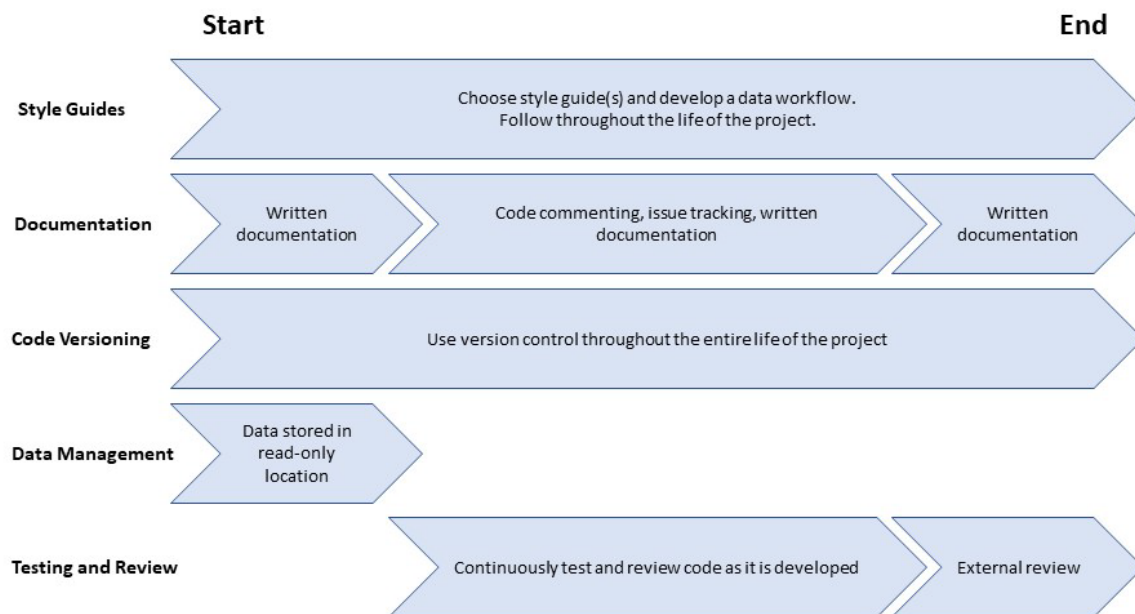 Start
End
Style Guides
Choose style guide(s) and develop a data workflow.
Follow throughout the life of the project.
Documentation
Written
documentation
Code commenting, issue tracking, written
documentation
Written
documentation
Code Versioning
Use version control throughout the entire life of the project
Data Management
Data stored in
read-only
location
Testing and Review
Continuously test and review code as it is developed
External review